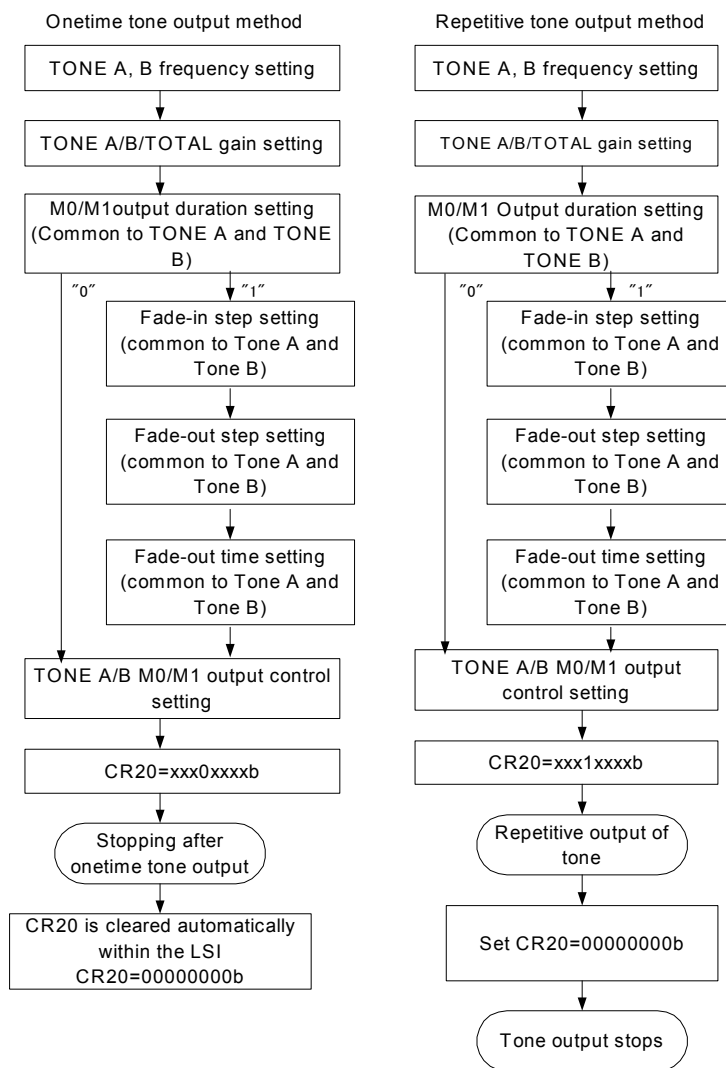 Onetime tone output method
TONE A, B frequency setting
TONE A/B/TOTAL gain setting
M0/M1output duration setting
(Common to TONE A and TONE
B)
"0"
"1"
Fade-in step setting
(common to Tone A and
Tone B)
Fade-out step setting
(common to Tone A and
Tone B)
Fade-out time setting
(common to Tone A and
Tone B)
TONE A/B M0/M1 output control
setting
CR20=xxx0xxxxb
Stopping after
onetime tone output
CR20 is cleared automatically
within the LSI
CR20=00000000b
Repetitive tone output method
TONE A, B frequency setting
TONE A/B/TOTAL gain setting
M0/M1 Output duration setting
(Common to TONE A and
TONE B)
"0"
"1"
Fade-in step setting
(common to Tone A and
Tone B)
Fade-out step setting
(common to Tone A and
Tone B)
Fade-out time setting
(common to Tone A and
Tone B)
TONE A/B M0/M1 output
control setting
CR20=xxx1xxxxb
Repetitive output of
tone
Set CR20=00000000b
Tone output stops